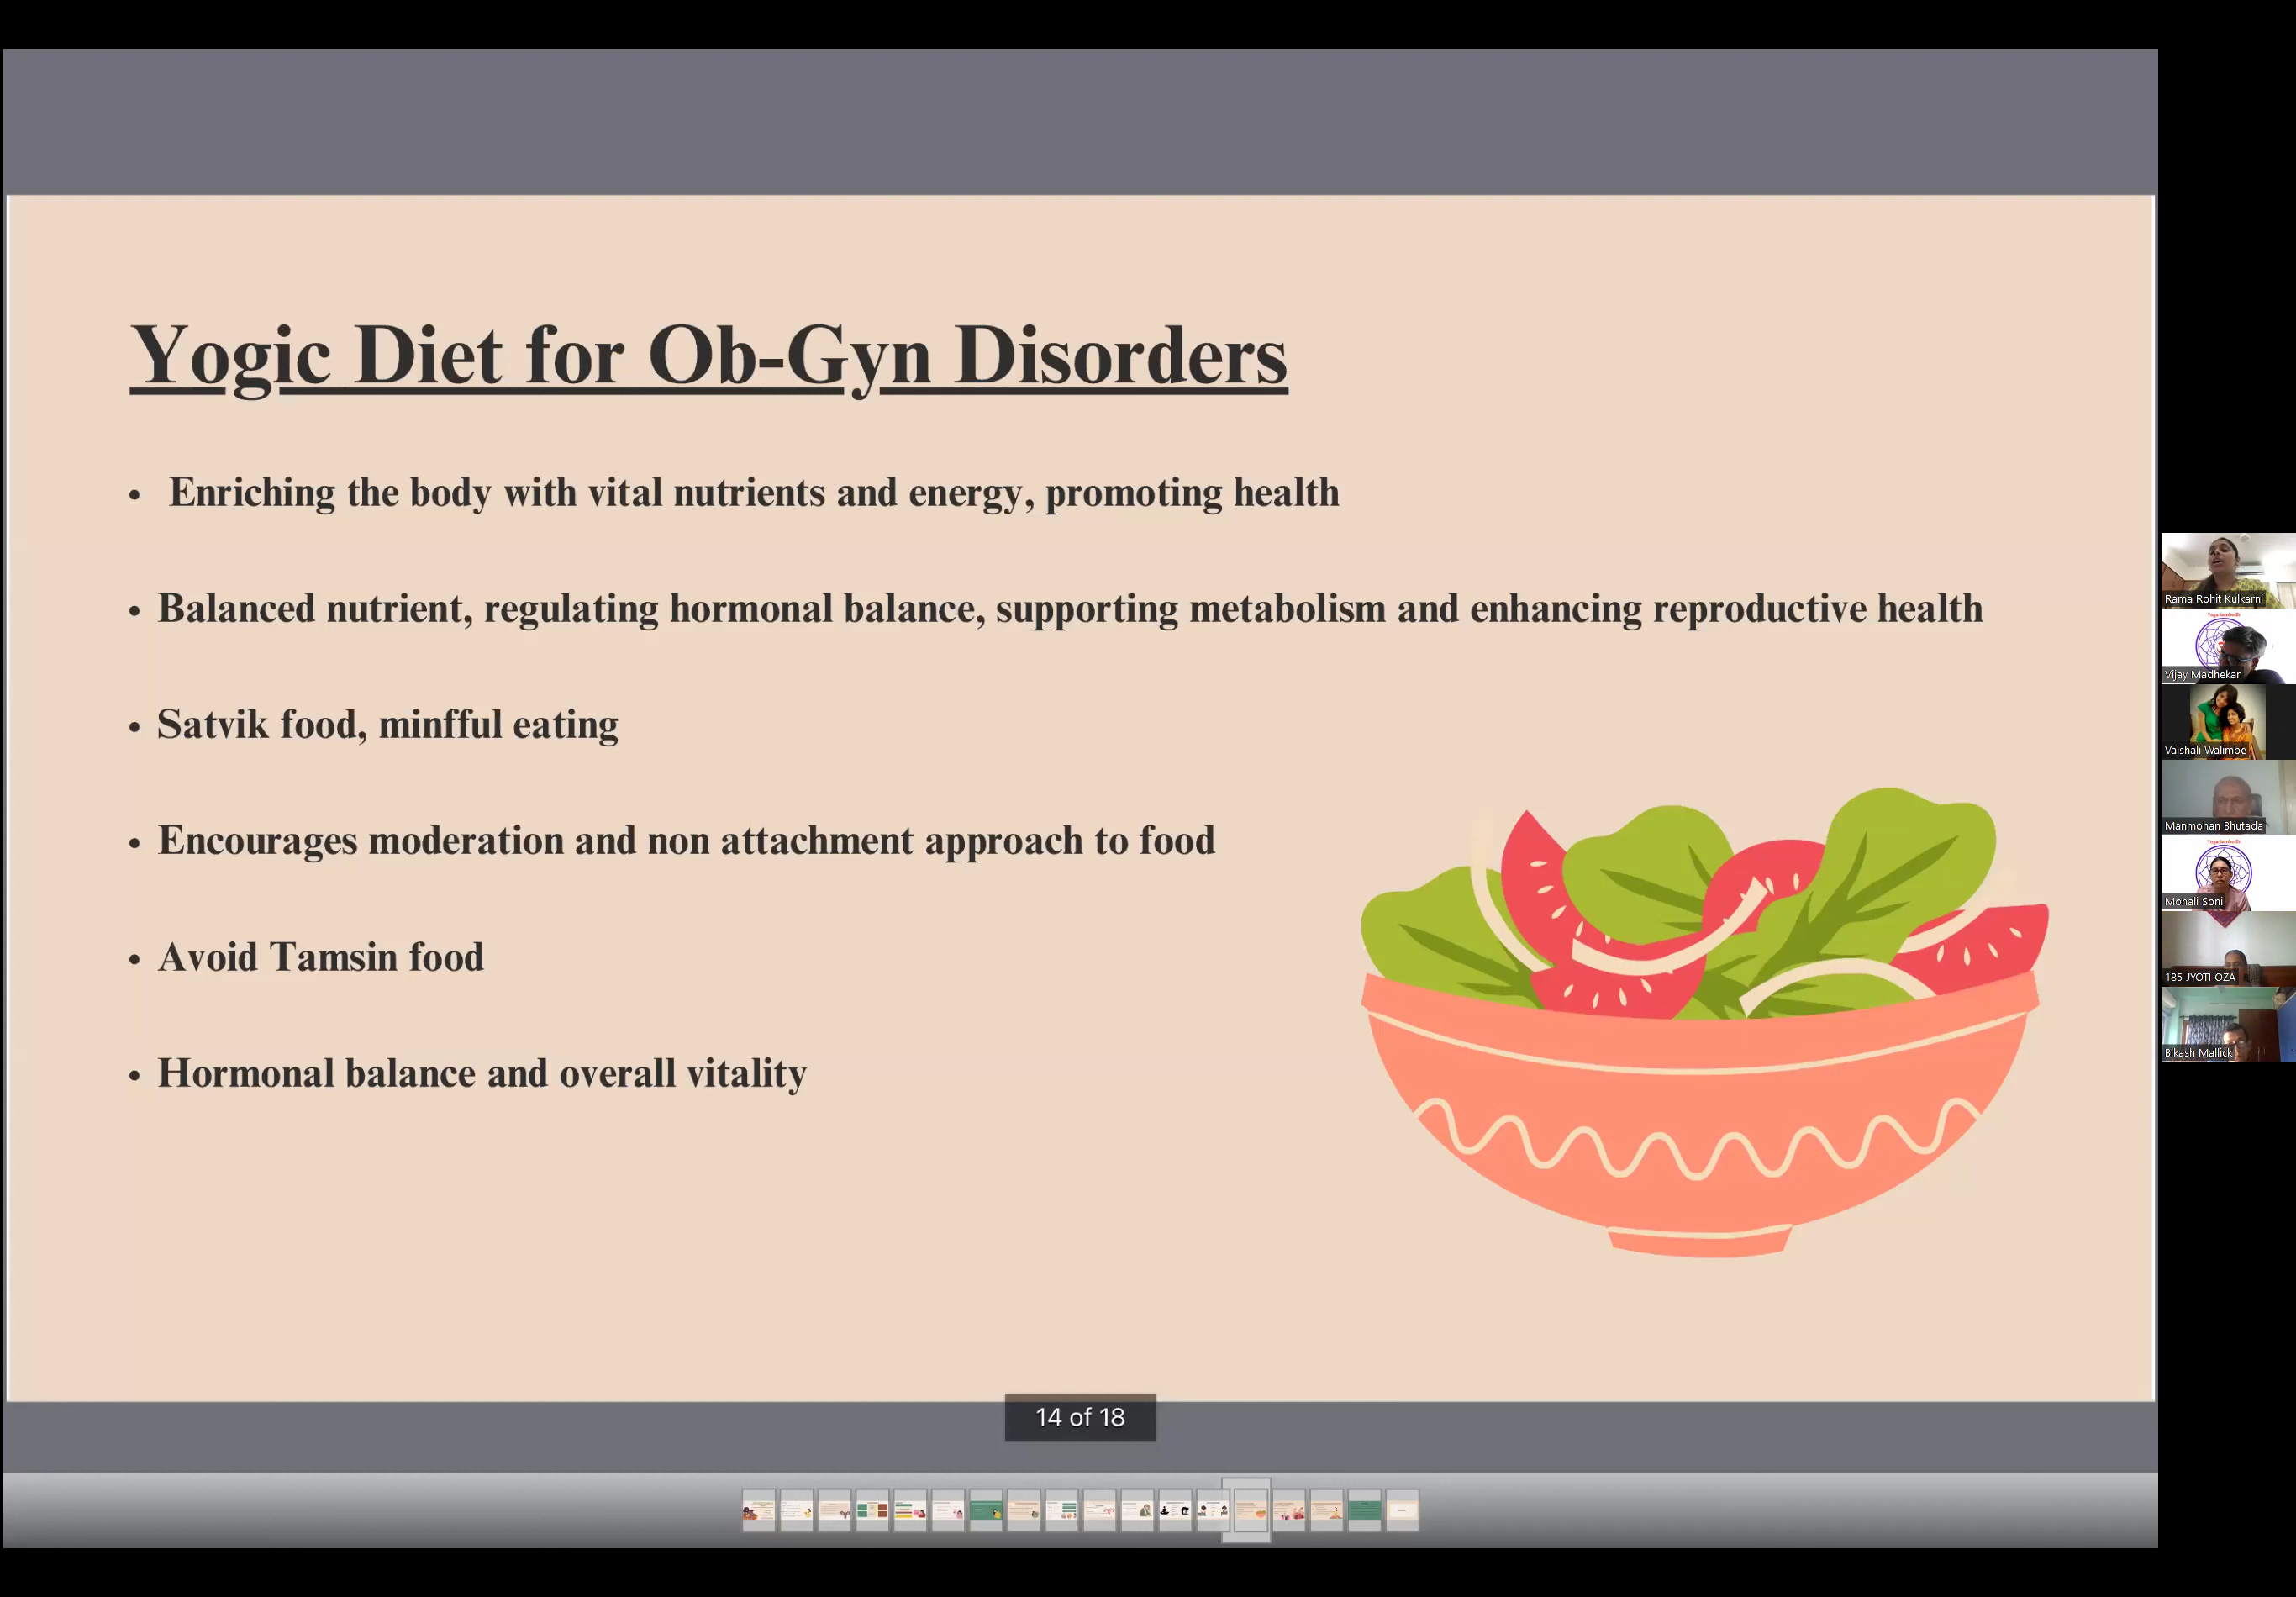 Yogic Diet for Ob-Gyn Disorders
• Enriching the body with vital nutrients and energy, promoting health
• Balanced nutrient, regulating hormonal balance, supporting metabolism and enhancing reproductive health
• Satvik food, minfful eating
• Encourages moderation and non attachment approach to food
• Avoid Tamsin food
• Hormonal balance and overall vitality
14 of 18
Rama Rohit Kulkarni
Vijay Madhekar
Vaishali Walimbe
Manmohan Bhutada
Monali Soni
185 JYOTI OZA
Bikash Mallick